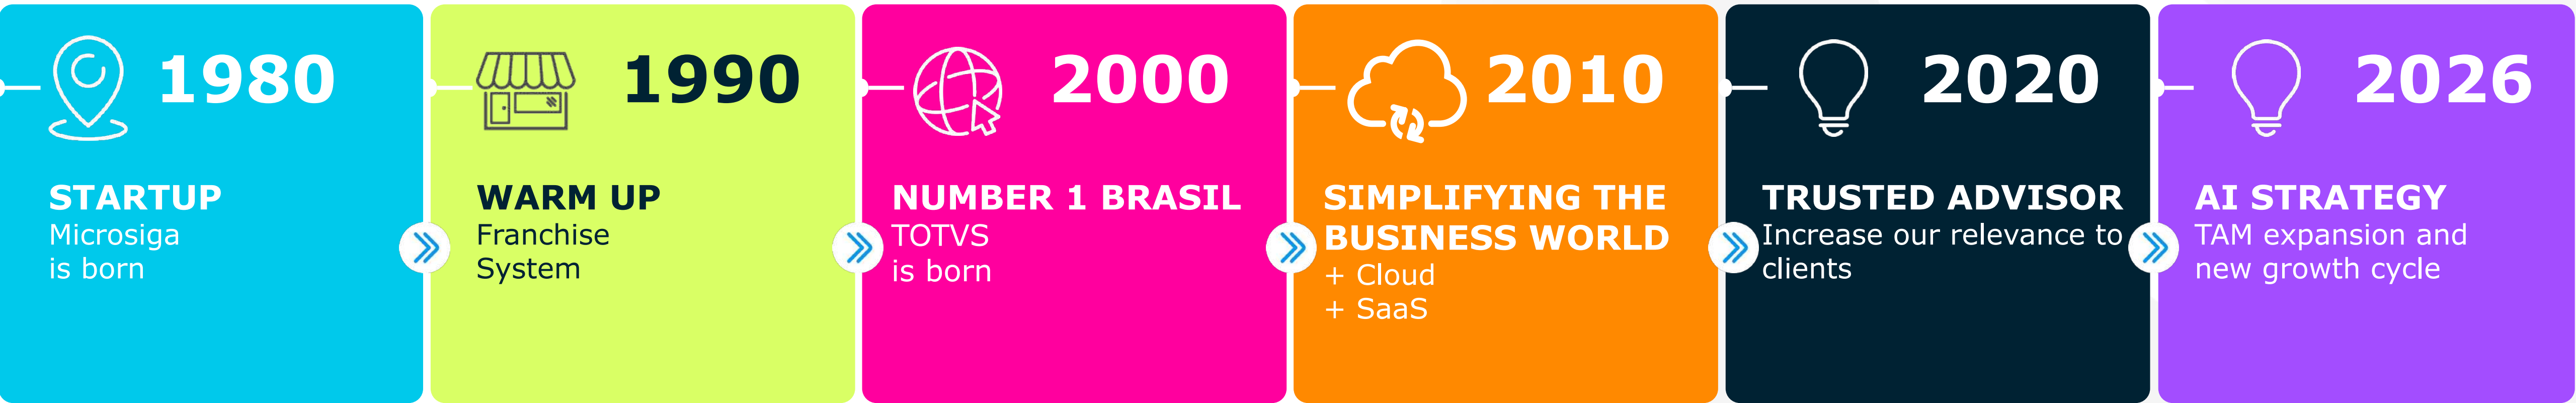 1980
STARTUP
Microsiga
is born
1990
WARM UP
Franchise
System
2000
NUMBER 1 BRASIL
TOTVS
is born
2010
SIMPLIFYING THE
BUSINESS WORLD
+ Cloud
+ SaaS
2020
TRUSTED ADVISOR
Increase our relevance to
clients
2026
AI STRATEGY
TAM expansion and
new growth cycle